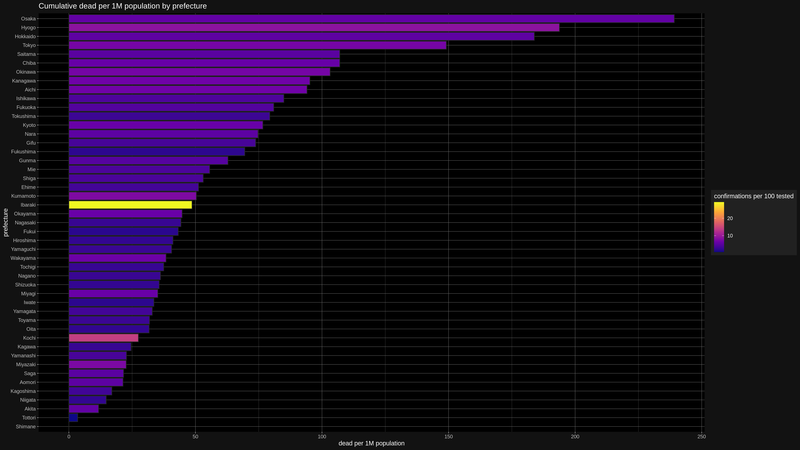 Cumulative dead per 1M population by prefecture
Osaka
Hyogo
Hokkaido
Tokyo
Saitama
Chiba
Okinawa
Kanagawa
Aichi
Ishikawa
Fukuoka
Tokushima
Kyoto
Nara
Gifu
Fukushima
Gunma
Mie
Shiga
Ehime
Kumamoto
Ibaraki
Okayama
Nagasaki
Fukui
Hiroshima
Yamaguchi
Wakayama
Tochigi
Nagano
Shizuoka
Miyagi
Iwate
Yamagata
Toyama
Oita
Kochi
Kagawa
Yamanashi
Miyazaki
Saga
Aomori
Kagoshima
Niigata
Akita
Tottori
Shimane
prefecture
0 50 100 150 200 250
dead per 1M population
confirmations per 100 tested
20
10